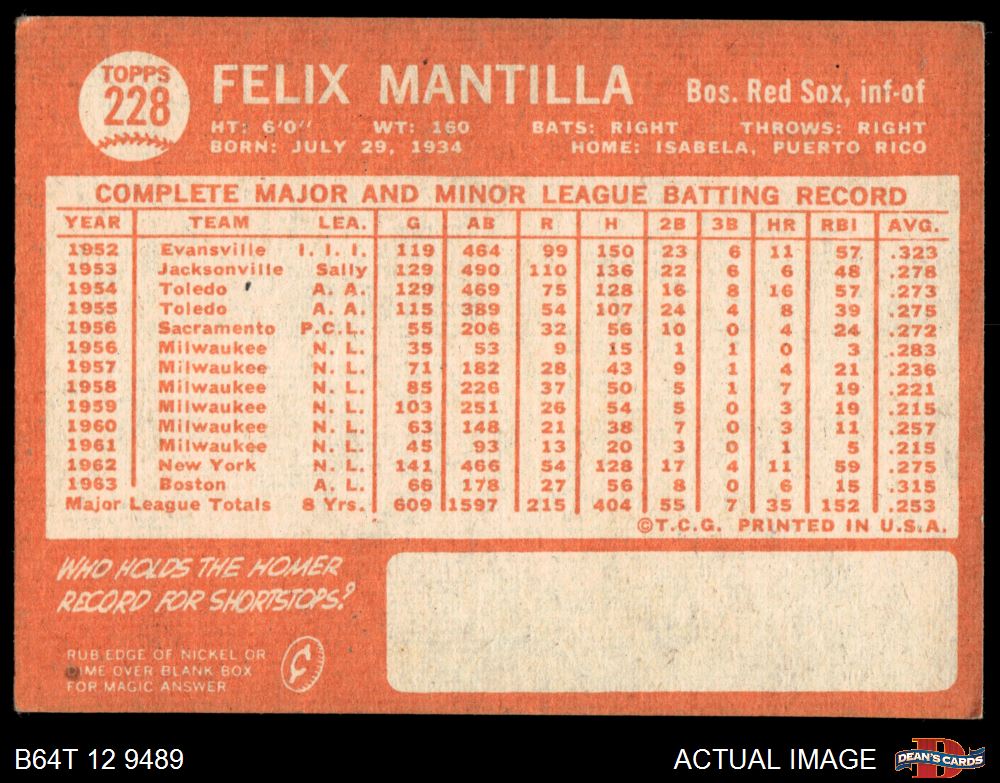 TOPPS
228
FELIX MANTILLA
Bos. Red Sox, inf-of
HT: 6'0" WT: 160 BATS: RIGHT THROWS: RIGHT
BORN: JULY 29, 1934 HOME: ISABELA, PUERTO RICO
COMPLETE MAJOR AND MINOR LEAGUE BATTING RECORD
YEAR TEAM LEA. G AB R H 2B 3B HR RBI AVG.
1952 Evansville I. I. I. 119 464 99 150 23 6 11 57 .323
1953 Jacksonville Sally 129 490 110 136 22 6 6 48 .278
1954 Toledo A. A. 129 469 75 128 16 8 16 57 .273
1955 Toledo A. A. 115 389 54 107 24 4 8 39 .275
1956 Sacramento P.C.L. 55 206 32 56 10 0 4 24 .272
1956 Milwaukee N. L. 35 53 9 15 1 1 0 3 .283
1957 Milwaukee N. L. 71 182 28 43 9 1 4 21 .236
1958 Milwaukee N. L. 85 226 37 50 5 1 7 19 .221
1959 Milwaukee N. L. 103 251 26 54 5 0 3 19 .215
1960 Milwaukee N. L. 63 148 21 38 7 0 3 11 .257
1961 Milwaukee N. L. 45 93 13 20 3 0 1 5 .215
1962 New York N. L. 141 466 54 128 17 4 11 59 .275
1963 Boston A. L. 66 178 27 56 8 0 6 15 .315
Major League Totals 8 Yrs. 609 1597 215 404 55 7 35 152 .253
©T.C.G. PRINTED IN U.S.A.
WHO HOLDS THE HOMER
RECORD FOR SHORTSTOPS?
RUB EDGE OF NICKEL OR
DIME OVER BLANK BOX
FOR MAGIC ANSWER
¢
B64T 12 9489
ACTUAL IMAGE
D
DEAN'S CARDS